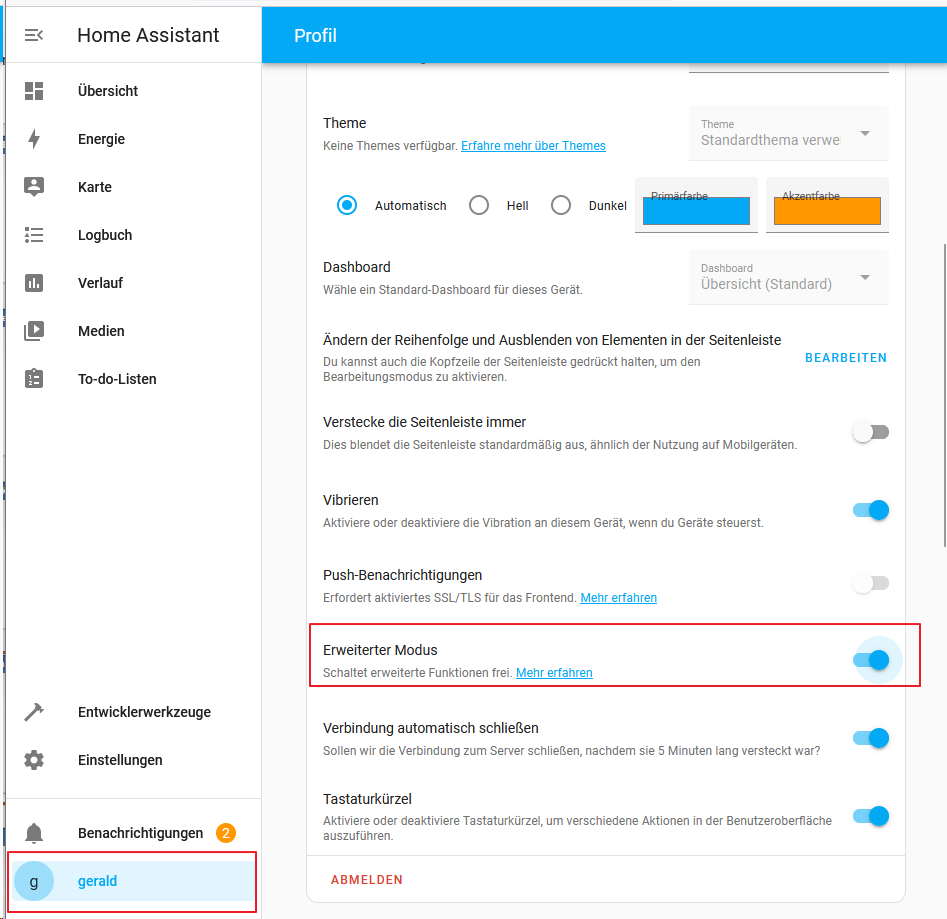 Home Assistant
Profil
Übersicht
Energie
Karte
Logbuch
Verlauf
Medien
To-do-Listen
Entwicklerwerkzeuge
Einstellungen
Benachrichtigungen 2
g gerald
Theme
Keine Themes verfügbar. Erfahre mehr über Themes
Theme
Standardthema verwe
Automatisch Hell Dunkel Primärfarbe Akzentfarbe
Dashboard
Wähle ein Standard-Dashboard für dieses Gerät.
Dashboard
Übersicht (Standard)
Ändern der Reihenfolge und Ausblenden von Elementen in der Seitenleiste
Du kannst auch die Kopfzeile der Seitenleiste gedrückt halten, um den
Bearbeitungsmodus zu aktivieren.
BEARBEITEN
Verstecke die Seitenleiste immer
Dies blendet die Seitenleiste standardmäßig aus, ähnlich der Nutzung auf Mobilgeräten.
Vibrieren
Aktiviere oder deaktiviere die Vibration an diesem Gerät, wenn du Geräte steuerst.
Push-Benachrichtigungen
Erfordert aktiviertes SSL/TLS für das Frontend. Mehr erfahren
Erweiterter Modus
Schaltet erweiterte Funktionen frei. Mehr erfahren
Verbindung automatisch schließen
Sollen wir die Verbindung zum Server schließen, nachdem sie 5 Minuten lang versteckt war?
Tastaturkürzel
Aktiviere oder deaktiviere Tastaturkürzel, um verschiedene Aktionen in der Benutzeroberfläche
auszuführen.
ABMELDEN